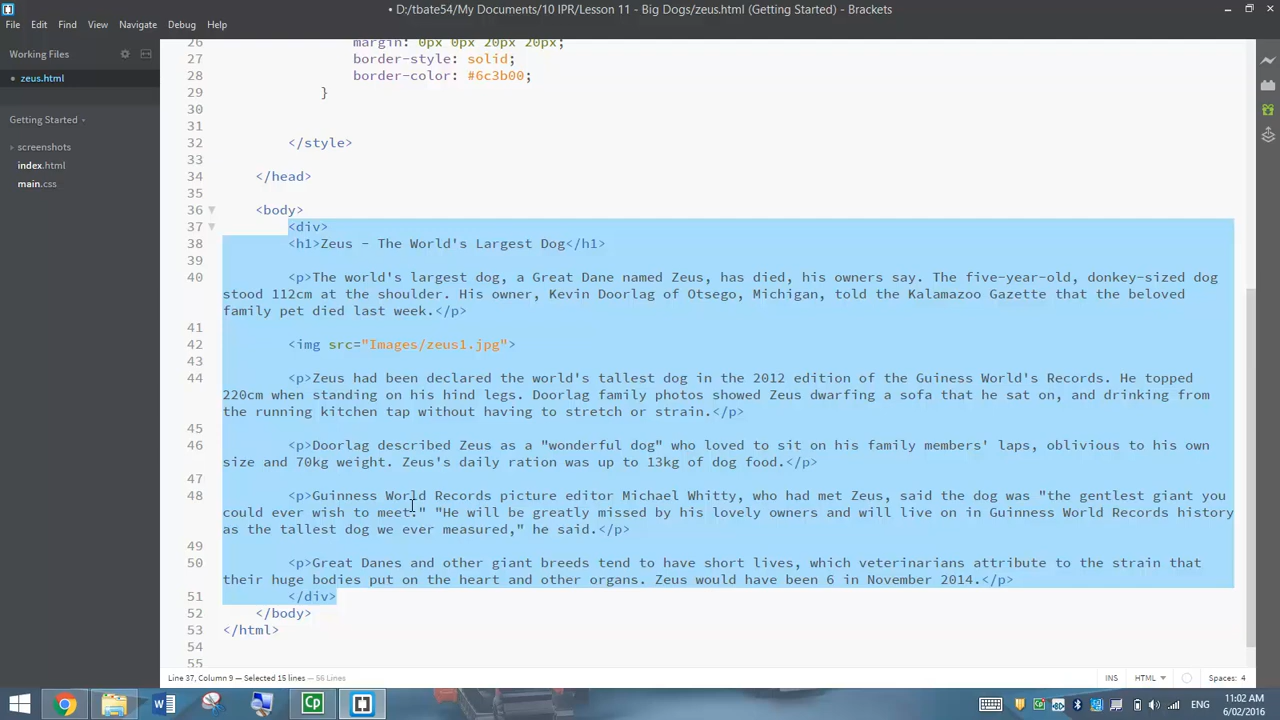 • D:/tbate54/My Documents/10 IPR/Lesson 11 - Big Dogs/zeus.html (Getting Started) - Brackets
File Edit View Navigate Debug Help
Working Files
• zeus.html
Getting Started
screenshots
index.html
main.css
26 margin: 0px 0px 20px 20px;
27 border-style: solid;
28 border-color: #6c3b00;
29 }
30
31
32 </style>
33
34 </head>
35
36 <body>
37 <div>
38 <h1>Zeus - The World's Largest Dog</h1>
39
40 <p>The world's largest dog, a Great Dane named Zeus, has died, his owners say. The five-year-old, donkey-sized dog
stood 112cm at the shoulder. His owner, Kevin Doorlag of Otsego, Michigan, told the Kalamazoo Gazette that the beloved
family pet died last week.</p>
41
42 <img src="Images/zeus1.jpg">
43
44 <p>Zeus had been declared the world's tallest dog in the 2012 edition of the Guiness World's Records. He topped
220cm when standing on his hind legs. Doorlag family photos showed Zeus dwarfing a sofa that he sat on, and drinking from
the running kitchen tap without having to stretch or strain.</p>
45
46 <p>Doorlag described Zeus as a "wonderful dog" who loved to sit on his family members' laps, oblivious to his own
size and 70kg weight. Zeus's daily ration was up to 13kg of dog food.</p>
47
48 <p>Guinness World Records picture editor Michael Whitty, who had met Zeus, said the dog was "the gentlest giant you
could ever wish to meet." "He will be greatly missed by his lovely owners and will live on in Guinness World Records history
as the tallest dog we ever measured," he said.</p>
49
50 <p>Great Danes and other giant breeds tend to have short lives, which veterinarians attribute to the strain that
their huge bodies put on the heart and other organs. Zeus would have been 6 in November 2014.</p>
51 </div>
52 </body>
53 </html>
54
55
Line 37, Column 9 — Selected 15 lines — 56 Lines
INS HTML Spaces: 4
ENG
11:02 AM
6/02/2016